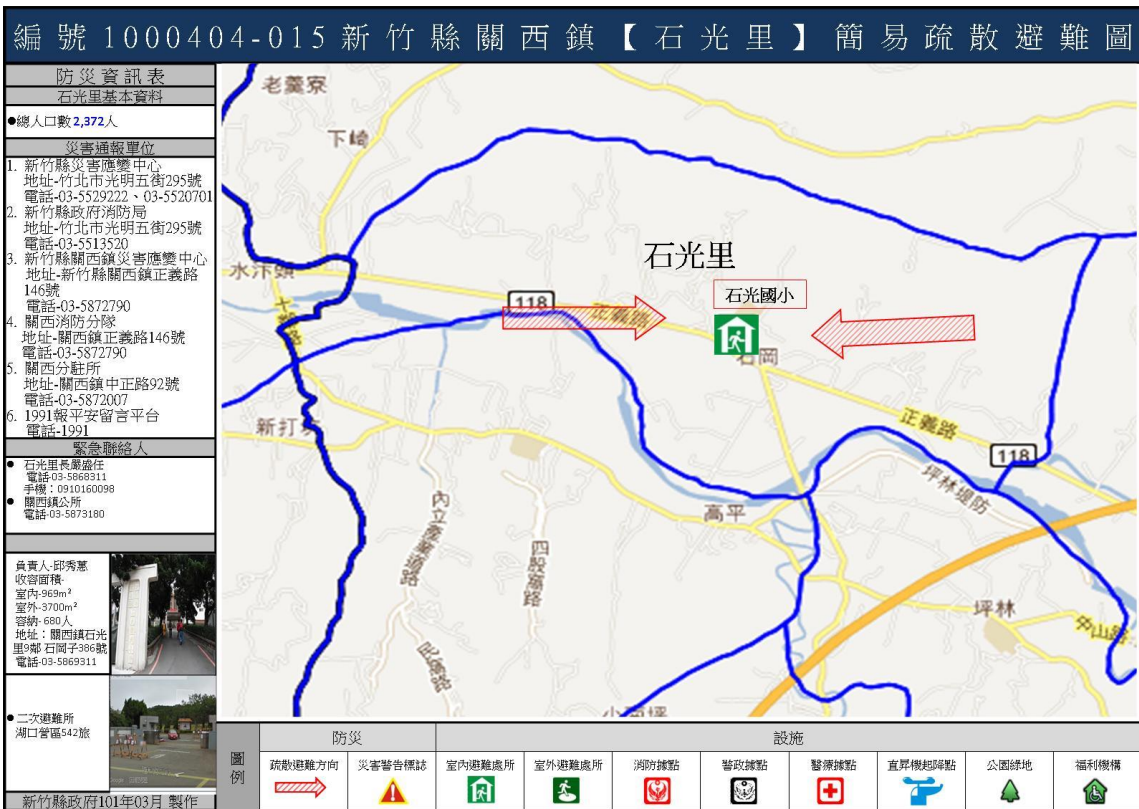 編號1000404-015新竹縣關西鎮【石光里】簡易疏散避難圖
防災資訊表
石光里基本資料
●總人口數2,372人
災害通報單位
1. 新竹縣災害應變中心
地址-竹北市光明五街295號
電話-03-5529222、03-5520701
2. 新竹縣政府消防局
地址-竹北市光明五街295號
電話-03-5513520
3. 新竹縣關西鎮災害應變中心
地址-新竹縣關西鎮正義路
146號
電話-03-5872790
4. 關西消防分隊
地址-關西鎮正義路146號
電話-03-5872790
5. 關西分駐所
地址-關西鎮中正路92號
電話-03-5872007
6. 1991報平安留言平台
電話-1991
緊急聯絡人
● 石光里長嚴盛任
電話-03-5868311
手機：0910160098
● 關西鎮公所
電話-03-5873180
負責人-邱秀蕙
收容面積-
室內-969m²
室外-3700m²
容納-680人
地址：關西鎮石光
里9鄰 石岡子386號
電話-03-5869311
● 二次避難所
湖口營區542旅
新竹縣政府101年03月 製作
老羹寮
下崎
水汴頭
石光里
石光國小
118
正義路
石岡
新打坑
正義路
118
坪林堤防
內立產業道路
四股窩路
高平
民窩路
坪林
中山路
圖例
防災
設施
疏散避難方向
災害警告標誌
室內避難處所
室外避難處所
消防據點
警政據點
醫療據點
直昇機起降點
公園綠地
福利機構